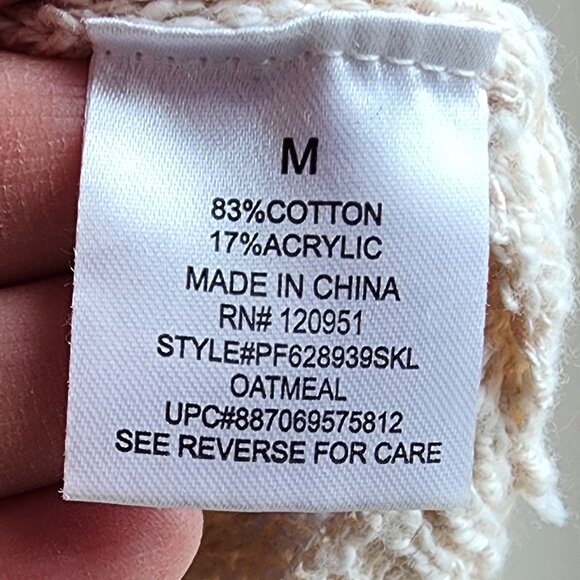 M
83%COTTON
17%ACRYLIC
MADE IN CHINA
RN# 120951
STYLE#PF628939SKL
OATMEAL
UPC#887069575812
SEE REVERSE FOR CARE